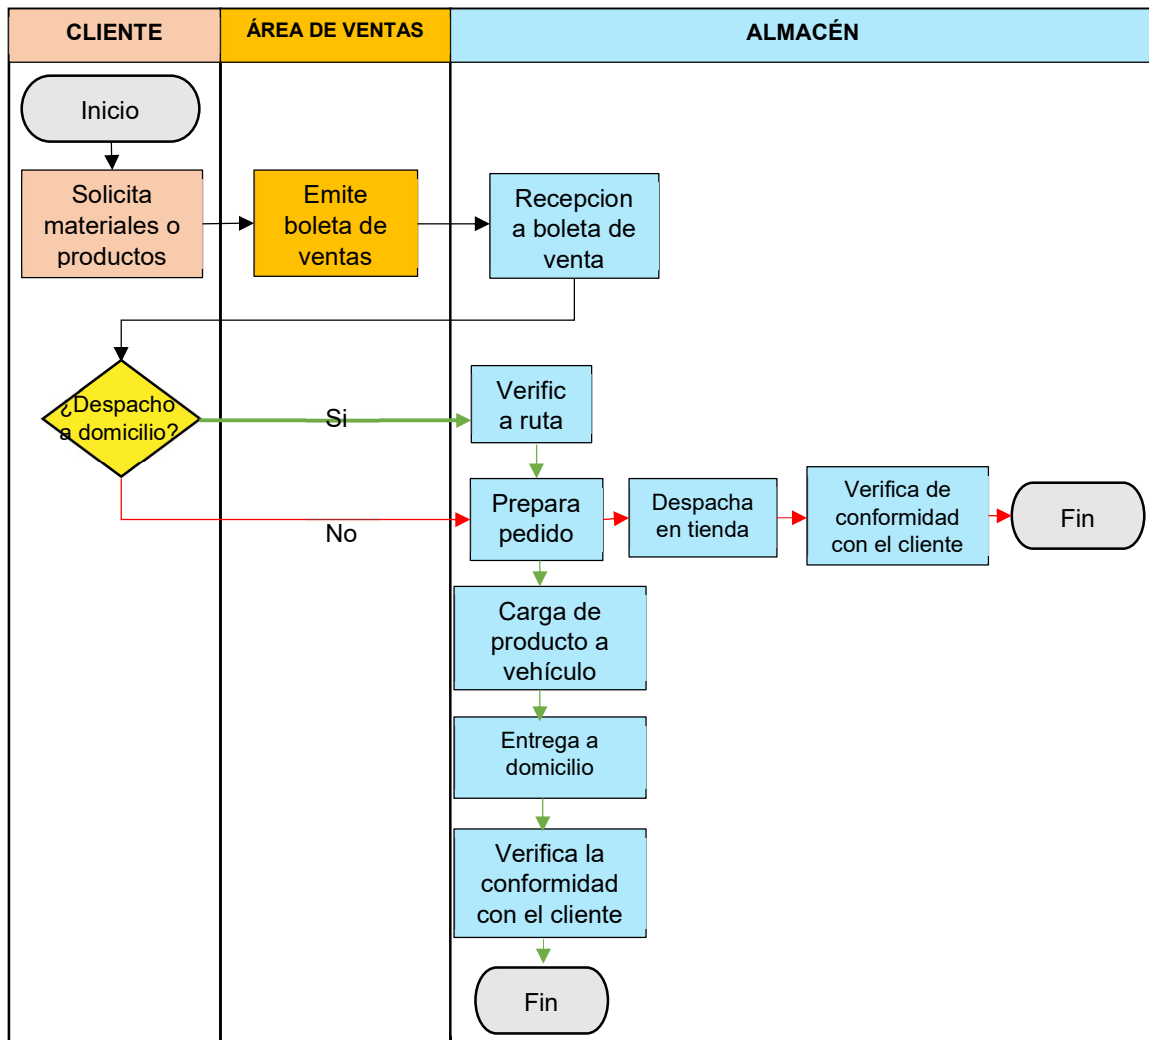 CLIENTE
ÁREA DE VENTAS
ALMACÉN
Inicio
Solicita
materiales o
productos
Emite
boleta de
ventas
Recepcion
a boleta de
venta
¿Despacho
a domicilio?
Si
Verific
a ruta
No
Prepara
pedido
Despacha
en tienda
Verifica de
conformidad
con el cliente
Fin
Carga de
producto a
vehículo
Entrega a
domicilio
Verifica la
conformidad
con el cliente
Fin